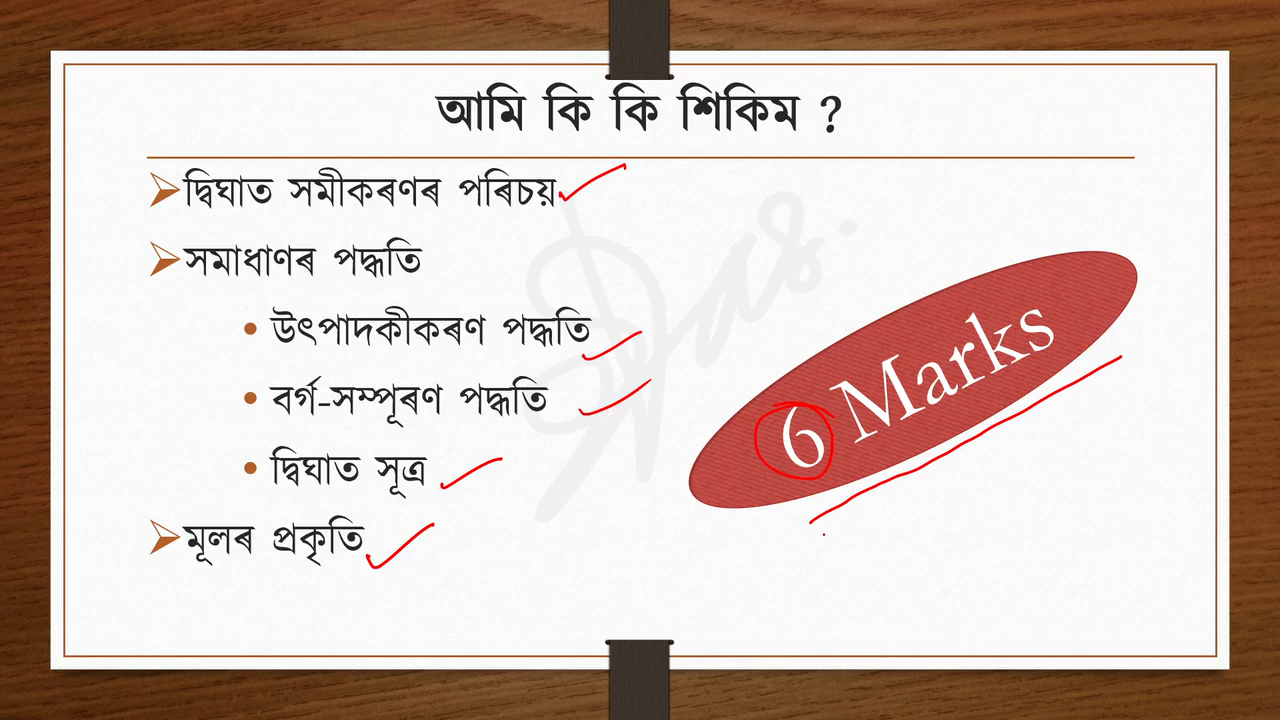 আমি কি কি শিকিম ?
দ্বিঘাত সমীকৰণৰ পৰিচয়
সমাধাণৰ পদ্ধতি
উৎপাদকীকৰণ পদ্ধতি
বৰ্গ-সম্পূৰণ পদ্ধতি
দ্বিঘাত সূত্ৰ
মূলৰ প্ৰকৃতি
6 Marks
Das.